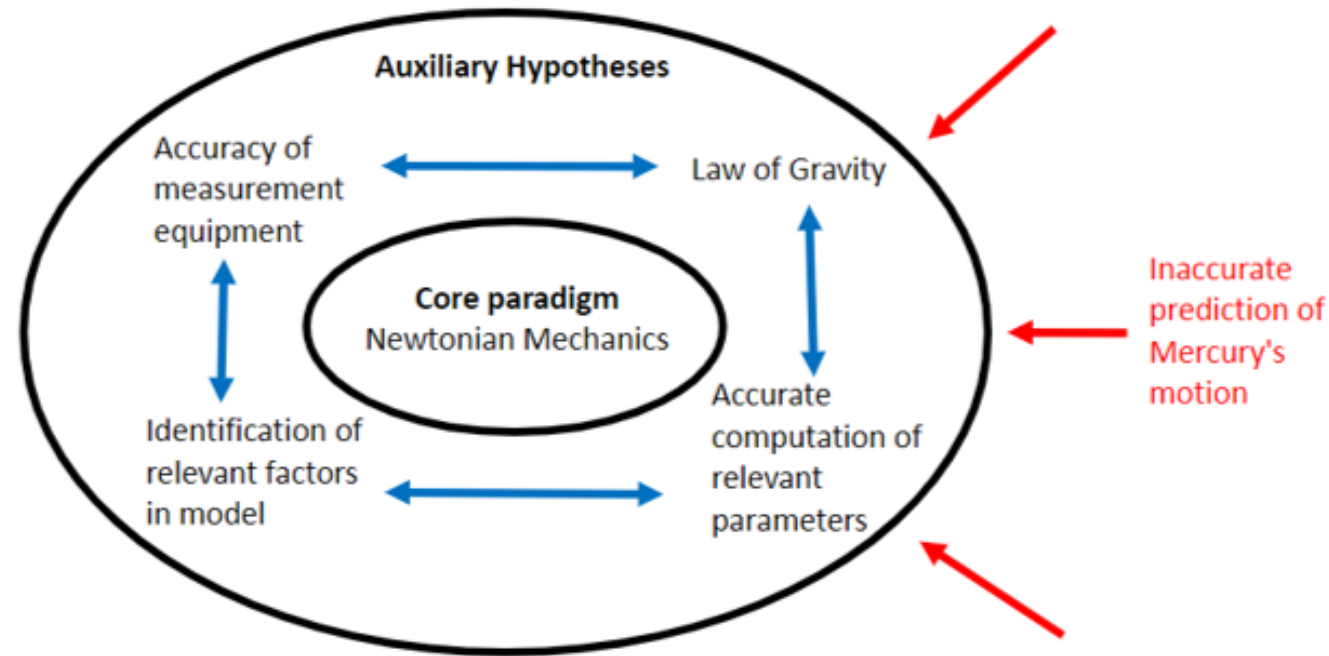 Auxiliary Hypotheses
Accuracy of
measurement
equipment
Law of Gravity
Core paradigm
Newtonian Mechanics
Inaccurate
prediction of
Mercury's
motion
Identification of
relevant factors
in model
Accurate
computation of
relevant
parameters